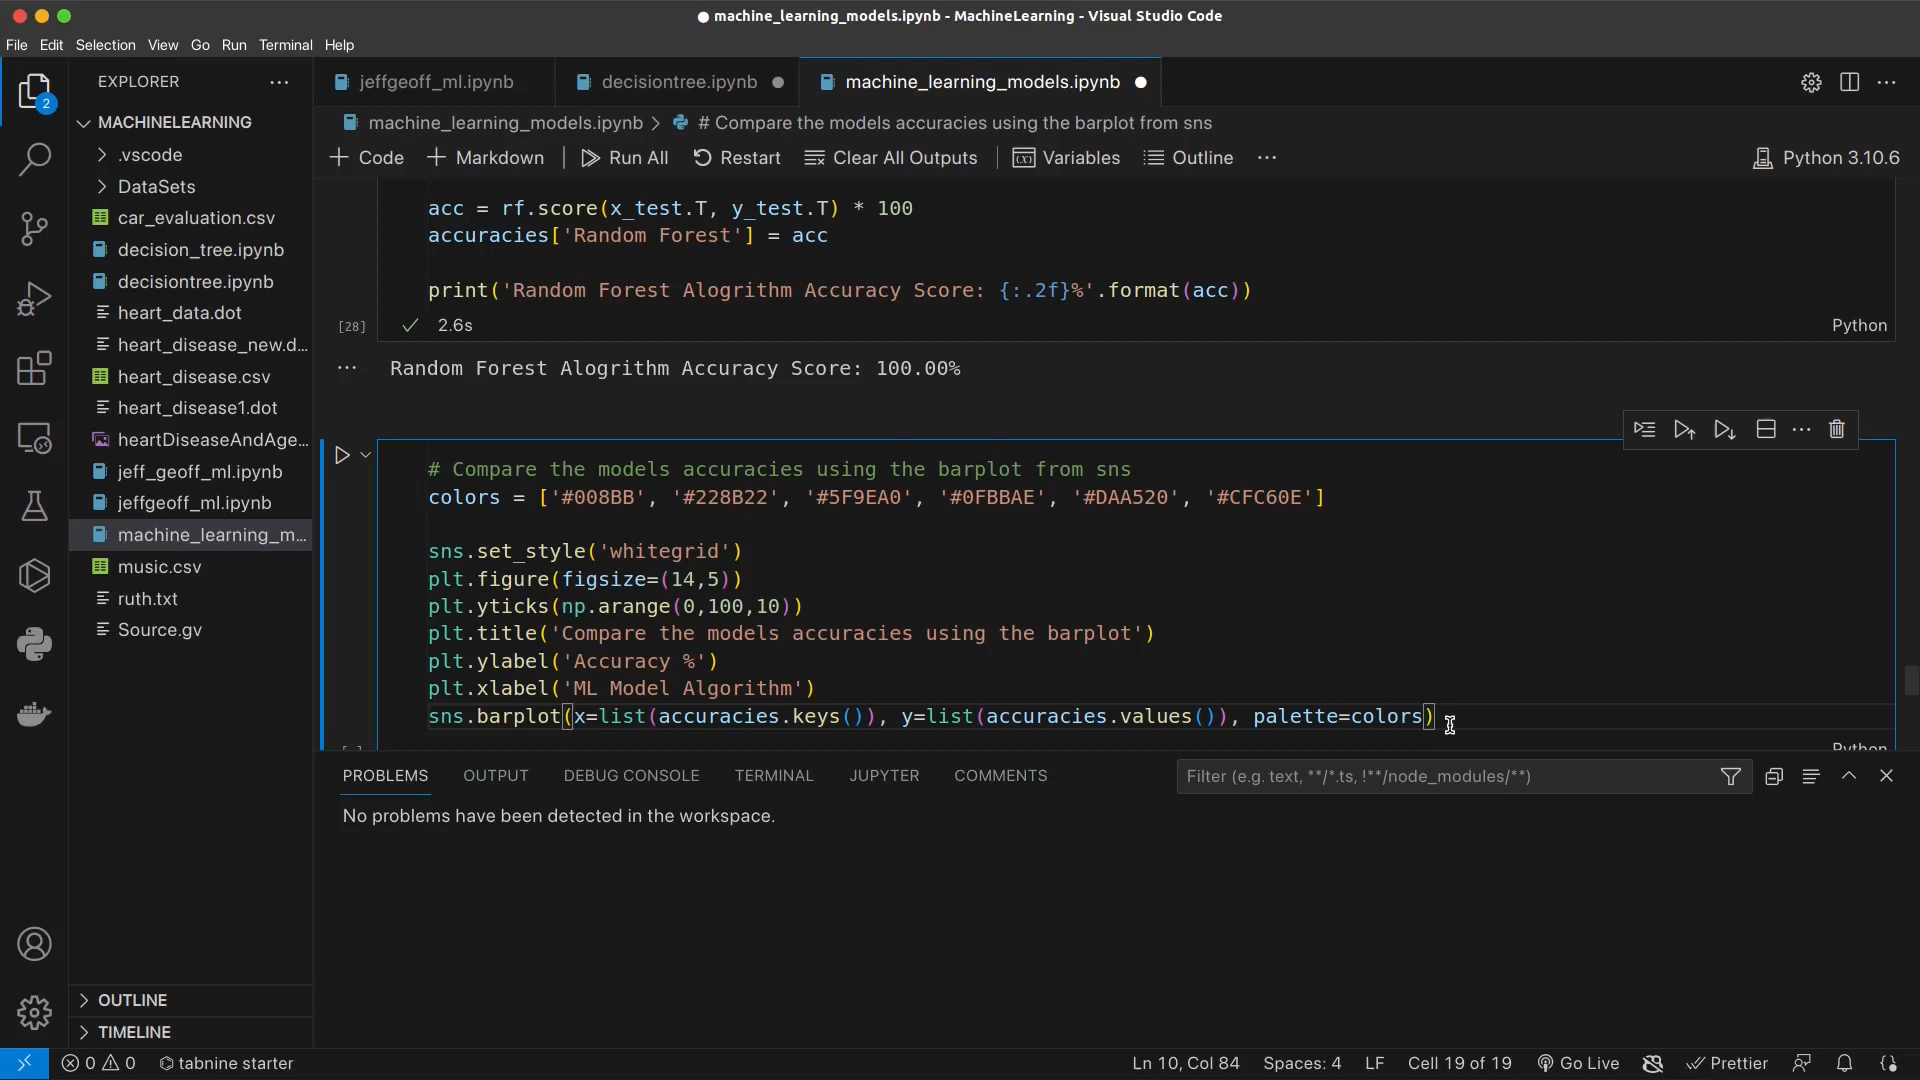 machine_learning_models.ipynb - MachineLearning - Visual Studio Code
File Edit Selection View Go Run Terminal Help
EXPLORER
jeffgeoff_ml.ipynb
decisiontree.ipynb
machine_learning_models.ipynb
2
MACHINELEARNING
.vscode
DataSets
car_evaluation.csv
decision_tree.ipynb
decisiontree.ipynb
heart_data.dot
heart_disease_new.d...
heart_disease.csv
heart_disease1.dot
heartDiseaseAndAge...
jeff_geoff_ml.ipynb
jeffgeoff_ml.ipynb
machine_learning_m...
music.csv
ruth.txt
Source.gv
OUTLINE
TIMELINE
machine_learning_models.ipynb > # Compare the models accuracies using the barplot from sns
+ Code + Markdown | Run All Restart Clear All Outputs | Variables Outline ... Python 3.10.6
acc = rf.score(x_test.T, y_test.T) * 100
accuracies['Random Forest'] = acc
print('Random Forest Alogrithm Accuracy Score: {:.2f}%'.format(acc))
[28] ✓ 2.6s Python
... Random Forest Alogrithm Accuracy Score: 100.00%
# Compare the models accuracies using the barplot from sns
colors = ['#008BB', '#228B22', '#5F9EA0', '#0FBBAE', '#DAA520', '#CFC60E']
sns.set_style('whitegrid')
plt.figure(figsize=(14,5))
plt.yticks(np.arange(0,100,10))
plt.title('Compare the models accuracies using the barplot')
plt.ylabel('Accuracy %')
plt.xlabel('ML Model Algorithm')
sns.barplot(x=list(accuracies.keys()), y=list(accuracies.values()), palette=colors)
Python
PROBLEMS OUTPUT DEBUG CONSOLE TERMINAL JUPYTER COMMENTS
Filter (e.g. text, **/*.ts, !**/node_modules/**)
No problems have been detected in the workspace.
0 0 tabnine starter
Ln 10, Col 84 Spaces: 4 LF Cell 19 of 19 Go Live Prettier